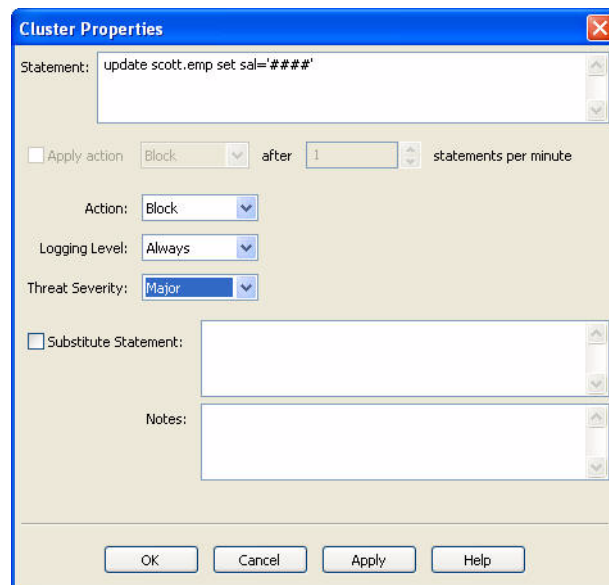 Cluster Properties
Statement: update scott.emp set sal='####'
Apply action Block after 1 statements per minute
Action: Block
Logging Level: Always
Threat Severity: Major
Substitute Statement:
Notes:
OK Cancel Apply Help